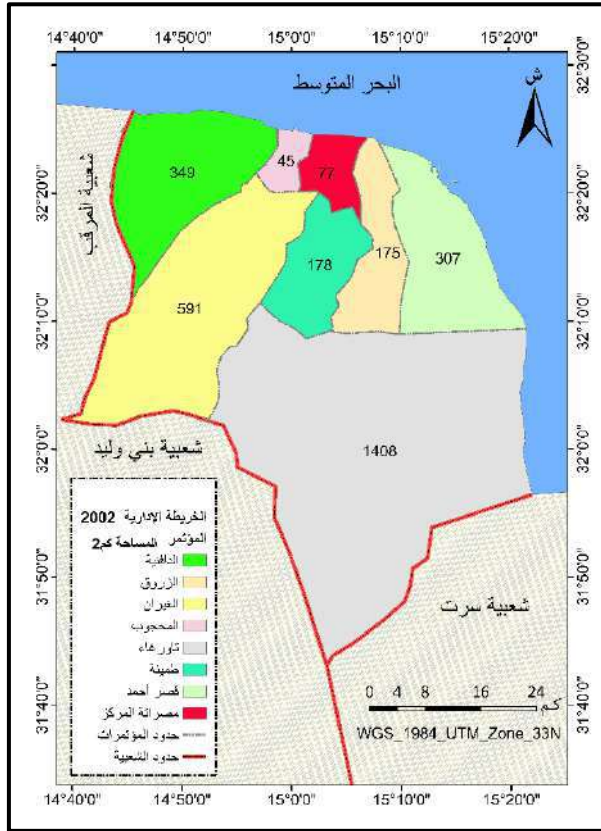 14°40'0" 14°50'0" 15°0'0" 15°10'0" 15°20'0"
32°30'0"
32°20'0"
32°10'0"
32°0'0"
31°50'0"
31°40'0"
البحر المتوسط
ش
شعبية المرقب
349
45
77
175
307
178
591
1408
شعبية بني وليد
شعبية سرت
الخريطة الإدارية 2002
المؤتمر المساحة كم2
الدافنية
الزروق
الغيران
المحجوب
تاورغاء
طمينة
قصر أحمد
مصراتة المركز
حدود المؤتمرات
حدود الشعبية
0 4 8 16 24 كم
WGS_1984_UTM_Zone_33N
32°30'0"
32°20'0"
32°10'0"
32°0'0"
31°50'0"
31°40'0"
14°40'0" 14°50'0" 15°0'0" 15°10'0" 15°20'0"